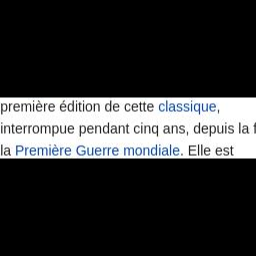 première édition de cette classique,
interrompue pendant cinq ans, depuis la f
la Première Guerre mondiale. Elle est